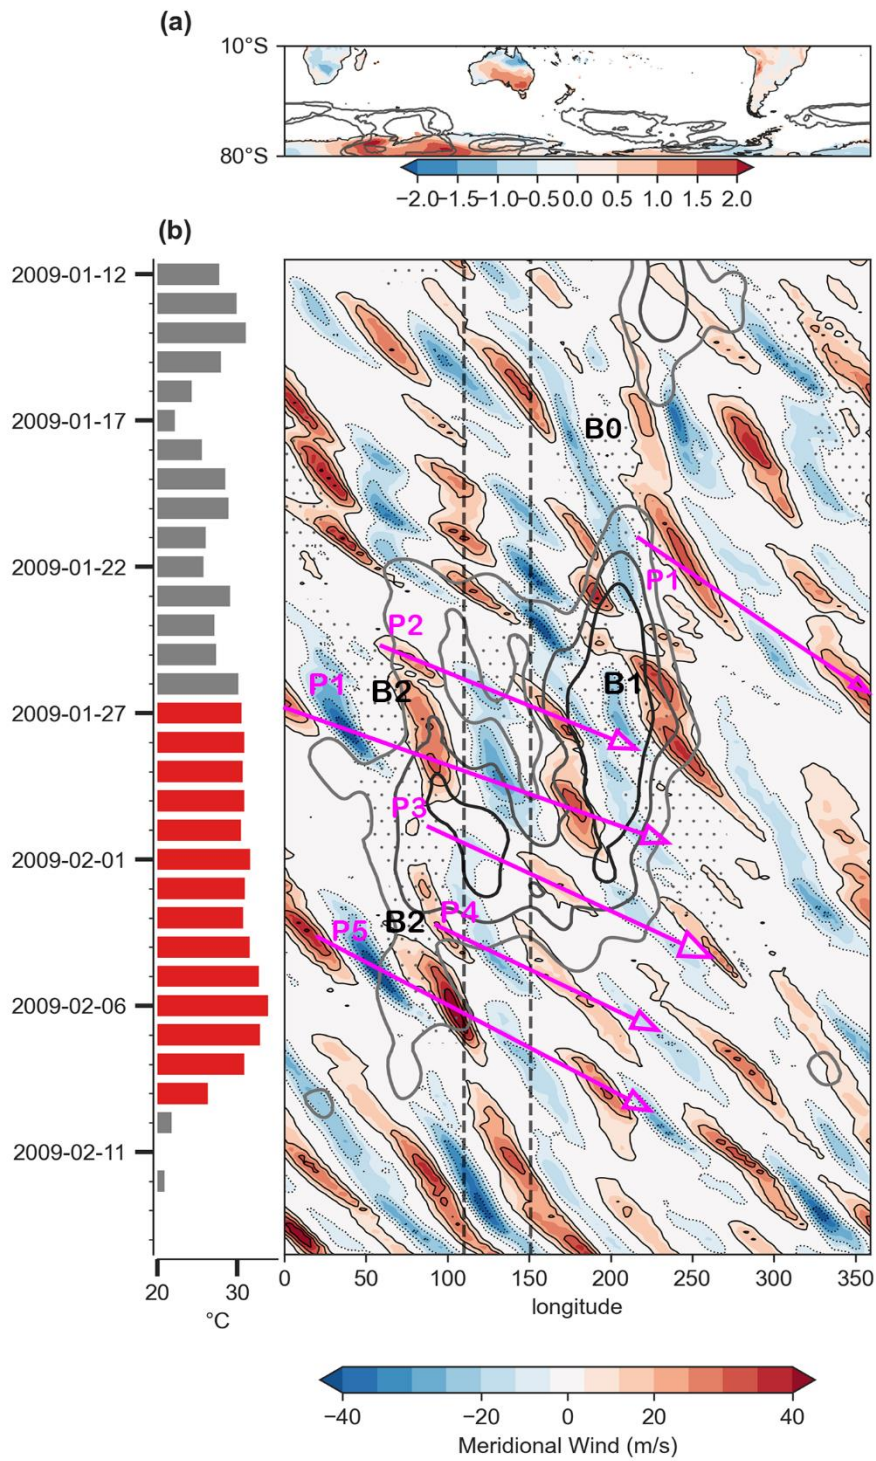 (a)
10°S
80°S
−2.0−1.5−1.0−0.5 0.0 0.5 1.0 1.5 2.0
(b)
2009-01-12
2009-01-17
B0
2009-01-22
P1
P2
P1
B2
B1
2009-01-27
P3
2009-02-01
B2
P4
P5
2009-02-06
2009-02-11
20 30
0 50 100 150 200 250 300 350
°C
longitude
−40 −20 0 20 40
Meridional Wind (m/s)